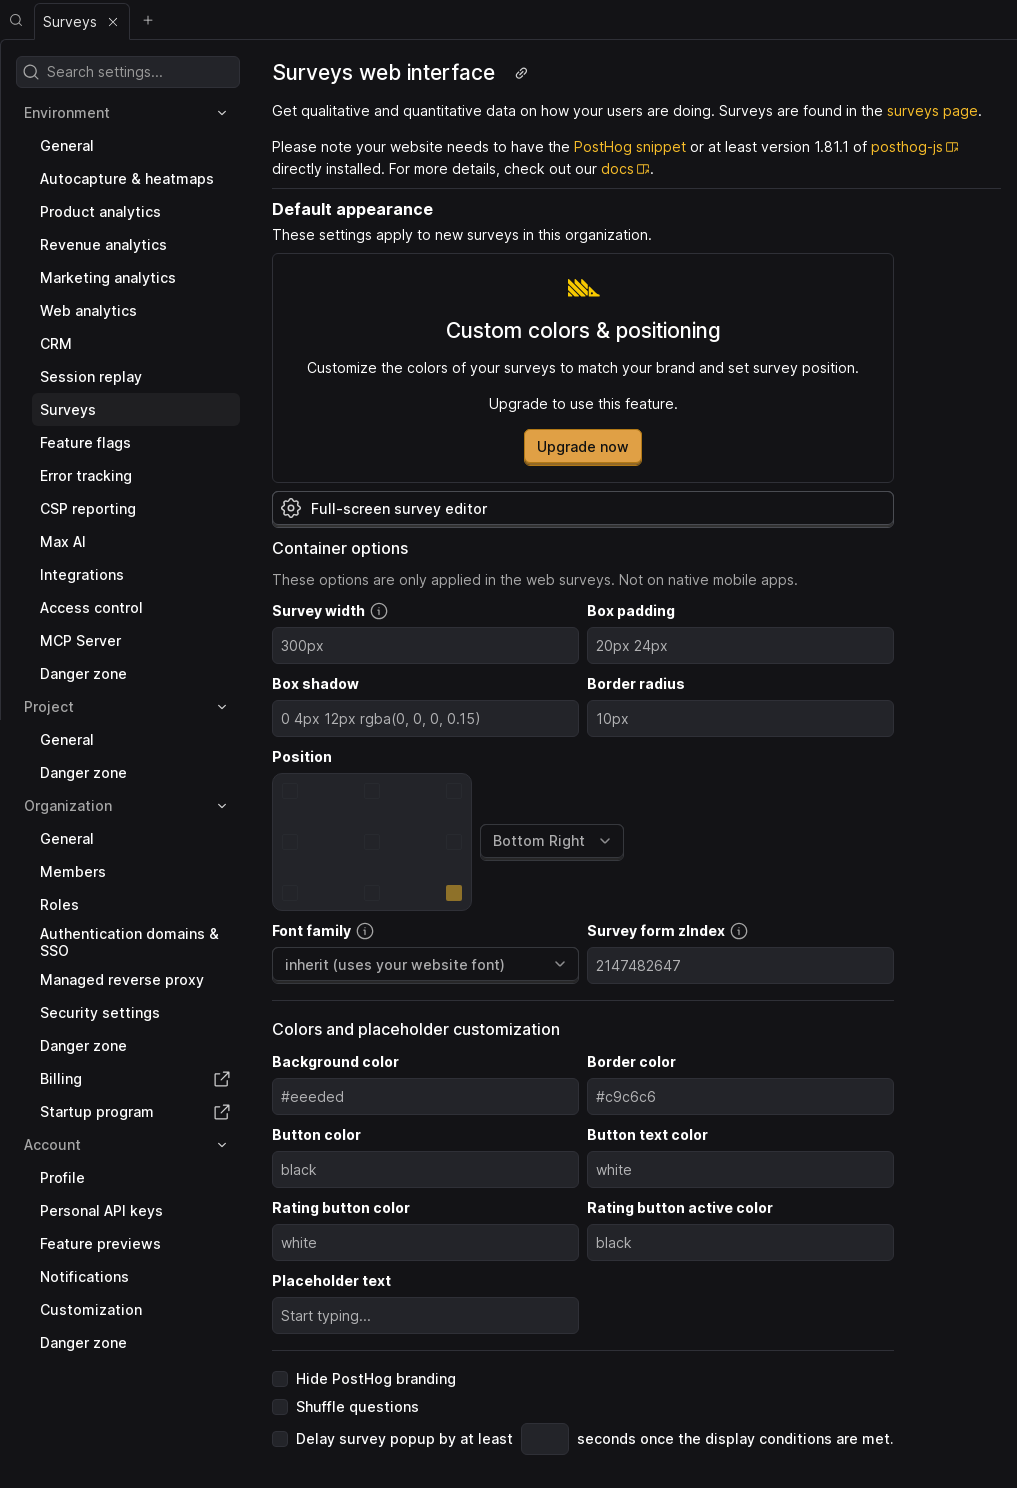 Surveys
Search settings...
Environment
General
Autocapture & heatmaps
Product analytics
Revenue analytics
Marketing analytics
Web analytics
CRM
Session replay
Surveys
Feature flags
Error tracking
CSP reporting
Max AI
Integrations
Access control
MCP Server
Danger zone
Project
General
Danger zone
Organization
General
Members
Roles
Authentication domains &
SSO
Managed reverse proxy
Security settings
Danger zone
Billing
Startup program
Account
Profile
Personal API keys
Feature previews
Notifications
Customization
Danger zone
Surveys web interface
Get qualitative and quantitative data on how your users are doing. Surveys are found in the surveys page.
Please note your website needs to have the PostHog snippet or at least version 1.81.1 of posthog-js
directly installed. For more details, check out our docs.
Default appearance
These settings apply to new surveys in this organization.
Custom colors & positioning
Customize the colors of your surveys to match your brand and set survey position.
Upgrade to use this feature.
Upgrade now
Full-screen survey editor
Container options
These options are only applied in the web surveys. Not on native mobile apps.
Survey width
Box padding
300px
20px 24px
Box shadow
Border radius
0 4px 12px rgba(0, 0, 0, 0.15)
10px
Position
Bottom Right
Font family
Survey form zIndex
inherit (uses your website font)
2147482647
Colors and placeholder customization
Background color
Border color
#eeeded
#c9c6c6
Button color
Button text color
black
white
Rating button color
Rating button active color
white
black
Placeholder text
Start typing...
Hide PostHog branding
Shuffle questions
Delay survey popup by at least seconds once the display conditions are met.